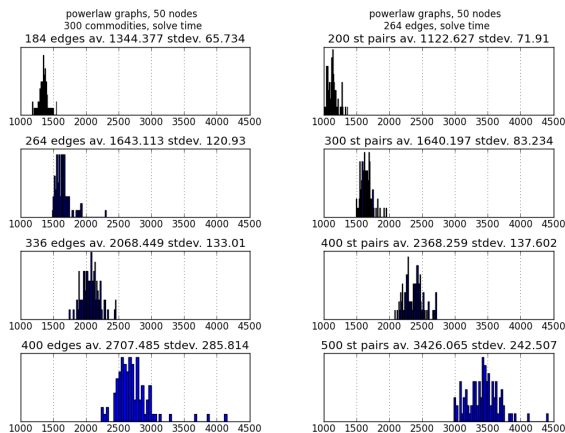 powerlaw graphs, 50 nodes
300 commodities, solve time
184 edges av. 1344.377 stdev. 65.734
1000 1500 2000 2500 3000 3500 4000 4500
264 edges av. 1643.113 stdev. 120.93
1000 1500 2000 2500 3000 3500 4000 4500
336 edges av. 2068.449 stdev. 133.01
1000 1500 2000 2500 3000 3500 4000 4500
400 edges av. 2707.485 stdev. 285.814
1000 1500 2000 2500 3000 3500 4000 4500
powerlaw graphs, 50 nodes
264 edges, solve time
200 st pairs av. 1122.627 stdev. 71.91
1000 1500 2000 2500 3000 3500 4000 4500
300 st pairs av. 1640.197 stdev. 83.234
1000 1500 2000 2500 3000 3500 4000 4500
400 st pairs av. 2368.259 stdev. 137.602
1000 1500 2000 2500 3000 3500 4000 4500
500 st pairs av. 3426.065 stdev. 242.507
1000 1500 2000 2500 3000 3500 4000 4500